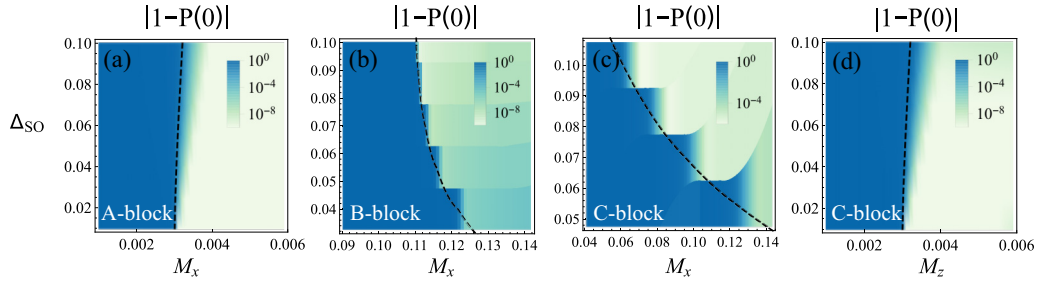 |1−P(0)| |1−P(0)| |1−P(0)| |1−P(0)|
Δ_SO
(a)
0.10
0.08
0.06
0.04
0.02
10^0
10^-4
10^-8
A-block
0.002 0.004 0.006
M_x
(b)
0.10
0.09
0.08
0.07
0.06
0.05
0.04
10^0
10^-4
10^-8
B-block
0.09 0.10 0.11 0.12 0.13 0.14
M_x
(c)
0.10
0.09
0.08
0.07
0.06
0.05
10^0
10^-4
C-block
0.04 0.06 0.08 0.10 0.12 0.14
M_x
(d)
0.10
0.08
0.06
0.04
0.02
10^0
10^-4
10^-8
C-block
0.002 0.004 0.006
M_z